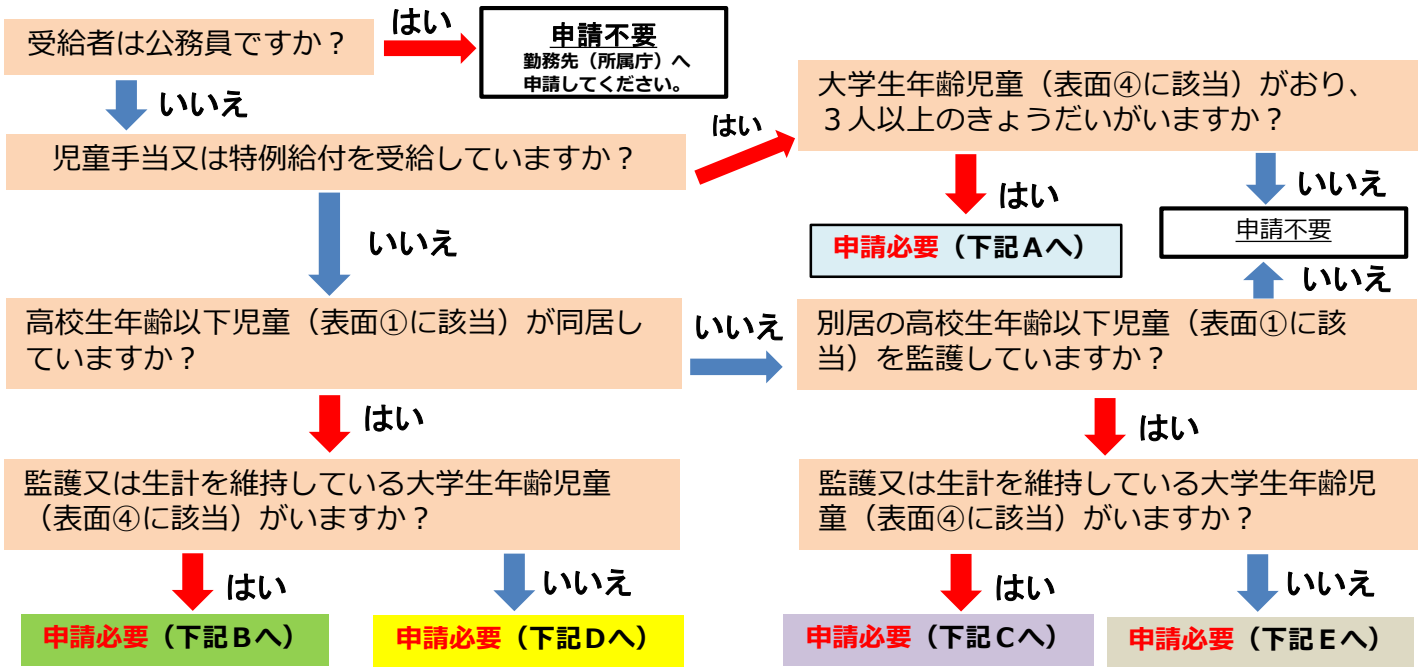 受給者は公務員ですか？
はい
申請不要
勤務先（所属庁）へ
申請してください。
いいえ
児童手当又は特例給付を受給していますか？
はい
大学生年齢児童（表面④に該当）がおり、
３人以上のきょうだいがいますか？
はい
いいえ
申請必要（下記Ａへ）
申請不要
いいえ
いいえ
高校生年齢以下児童（表面①に該当）が同居し
ていますか？
いいえ
別居の高校生年齢以下児童（表面①に該
当）を監護していますか？
はい
はい
監護又は生計を維持している大学生年齢児童
（表面④に該当）がいますか？
監護又は生計を維持している大学生年齢児
童（表面④に該当）がいますか？
はい
いいえ
はい
いいえ
申請必要（下記Ｂへ）
申請必要（下記Ｄへ）
申請必要（下記Ｃへ）
申請必要（下記Ｅへ）